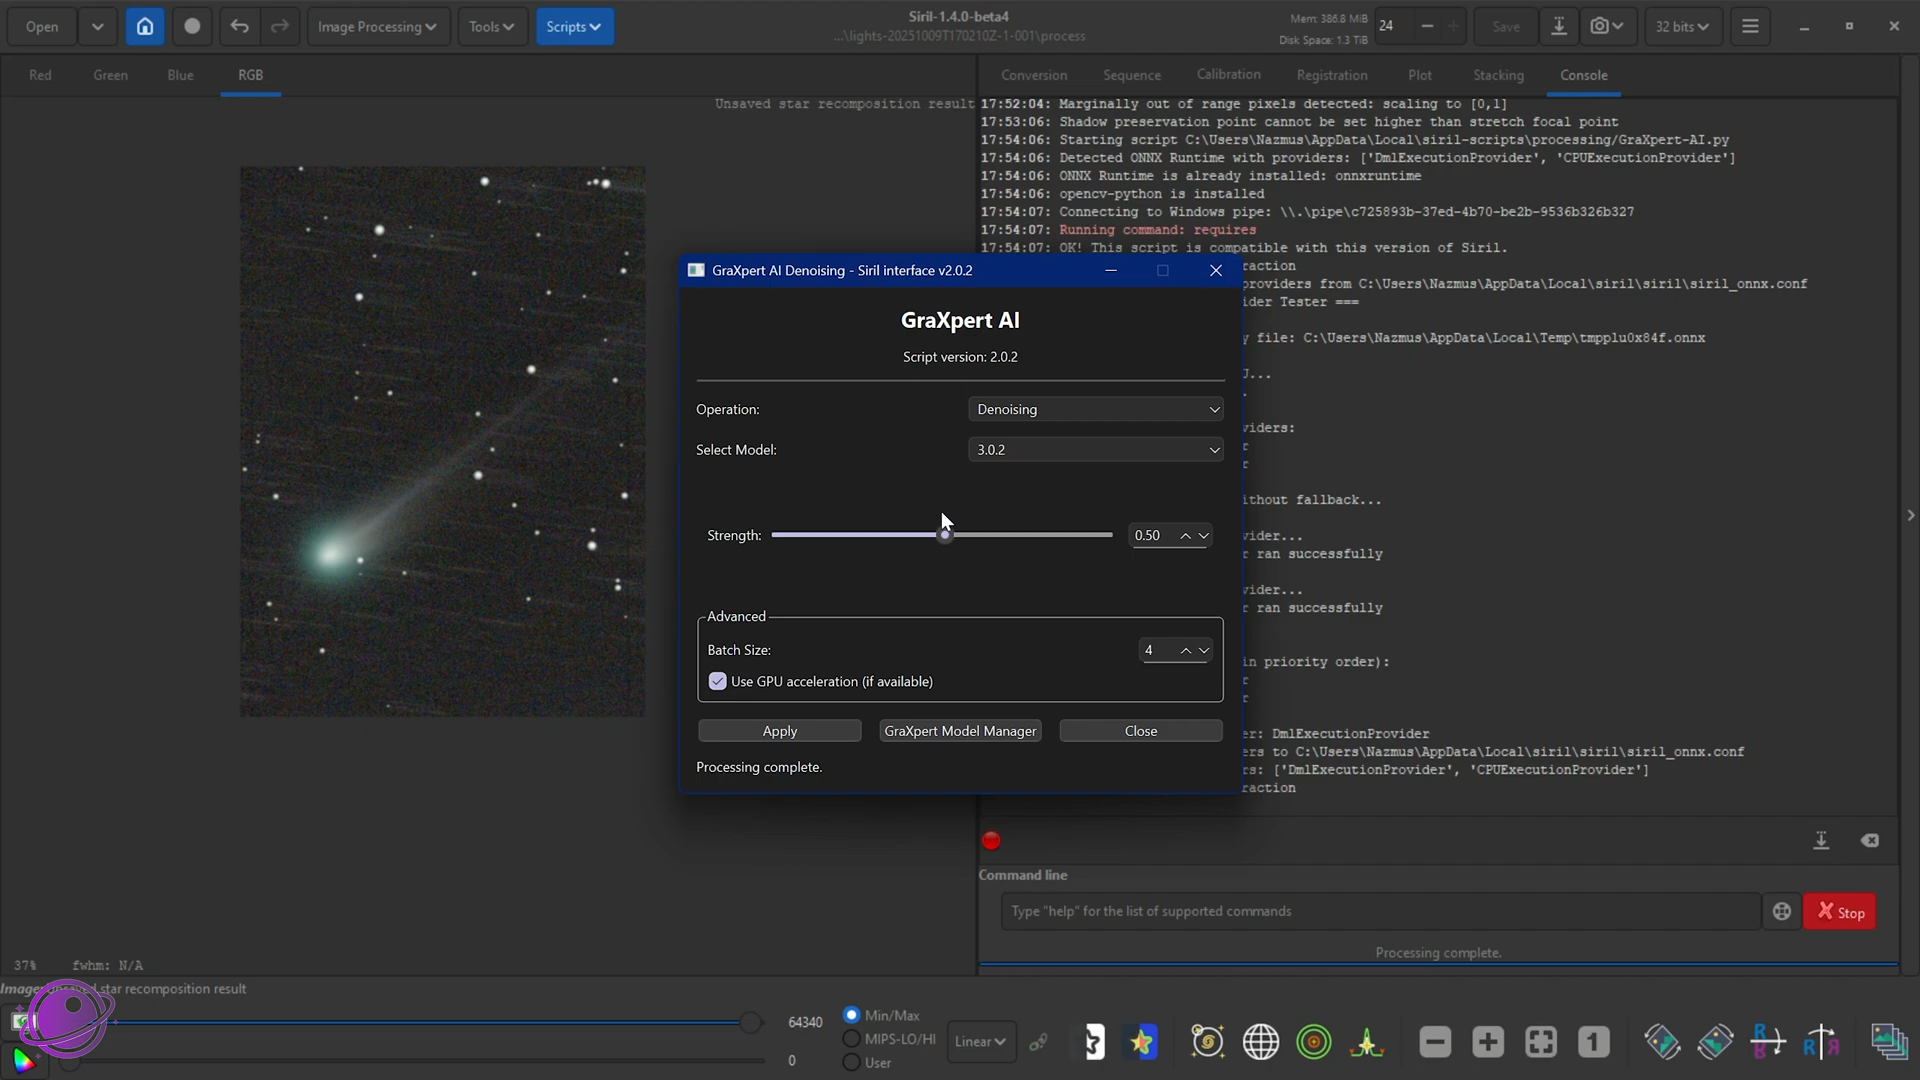 Open
Image Processing
Tools
Scripts
Siril-1.4.0-beta4
...\lights-20251009T170210Z-1-001\process
Mem: 386.8 MiB
Disk Space: 1.3 TiB
24
Save
32 bits
Red
Green
Blue
RGB
Conversion
Sequence
Calibration
Registration
Plot
Stacking
Console
Unsaved star recomposition result
17:52:04: Marginally out of range pixels detected: scaling to [0,1]
17:53:06: Shadow preservation point cannot be set higher than stretch focal point
17:54:06: Starting script C:\Users\Nazmus\AppData\Local\siril-scripts\processing/GraXpert-AI.py
17:54:06: Detected ONNX Runtime with providers: ['DmlExecutionProvider', 'CPUExecutionProvider']
17:54:06: ONNX Runtime is already installed: onnxruntime
17:54:06: opencv-python is installed
17:54:07: Connecting to Windows pipe: \\.\pipe\c725893b-37ed-4b70-be2b-9536b326b327
17:54:07: Running command: requires
17:54:07: OK! This script is compatible with this version of Siril.
raction
providers from C:\Users\Nazmus\AppData\Local\siril\siril\siril_onnx.conf
ider Tester ===
y file: C:\Users\Nazmus\AppData\Local\Temp\tmpplu0x84f.onnx
U...
.
viders:
r
r
ithout fallback...
vider...
r ran successfully
vider...
r ran successfully
in priority order):
r
r
er: DmlExecutionProvider
ers to C:\Users\Nazmus\AppData\Local\siril\siril\siril_onnx.conf
rs: ['DmlExecutionProvider', 'CPUExecutionProvider']
raction
GraXpert AI Denoising - Siril interface v2.0.2
GraXpert AI
Script version: 2.0.2
Operation:
Denoising
Select Model:
3.0.2
Strength:
0.50
Advanced
Batch Size:
4
Use GPU acceleration (if available)
Apply
GraXpert Model Manager
Close
Processing complete.
Command line
Type "help" for the list of supported commands
Stop
Processing complete.
37%
fwhm: N/A
Image: star recomposition result
64340
0
Min/Max
MIPS-LO/HI
User
Linear
1
R
B
R R